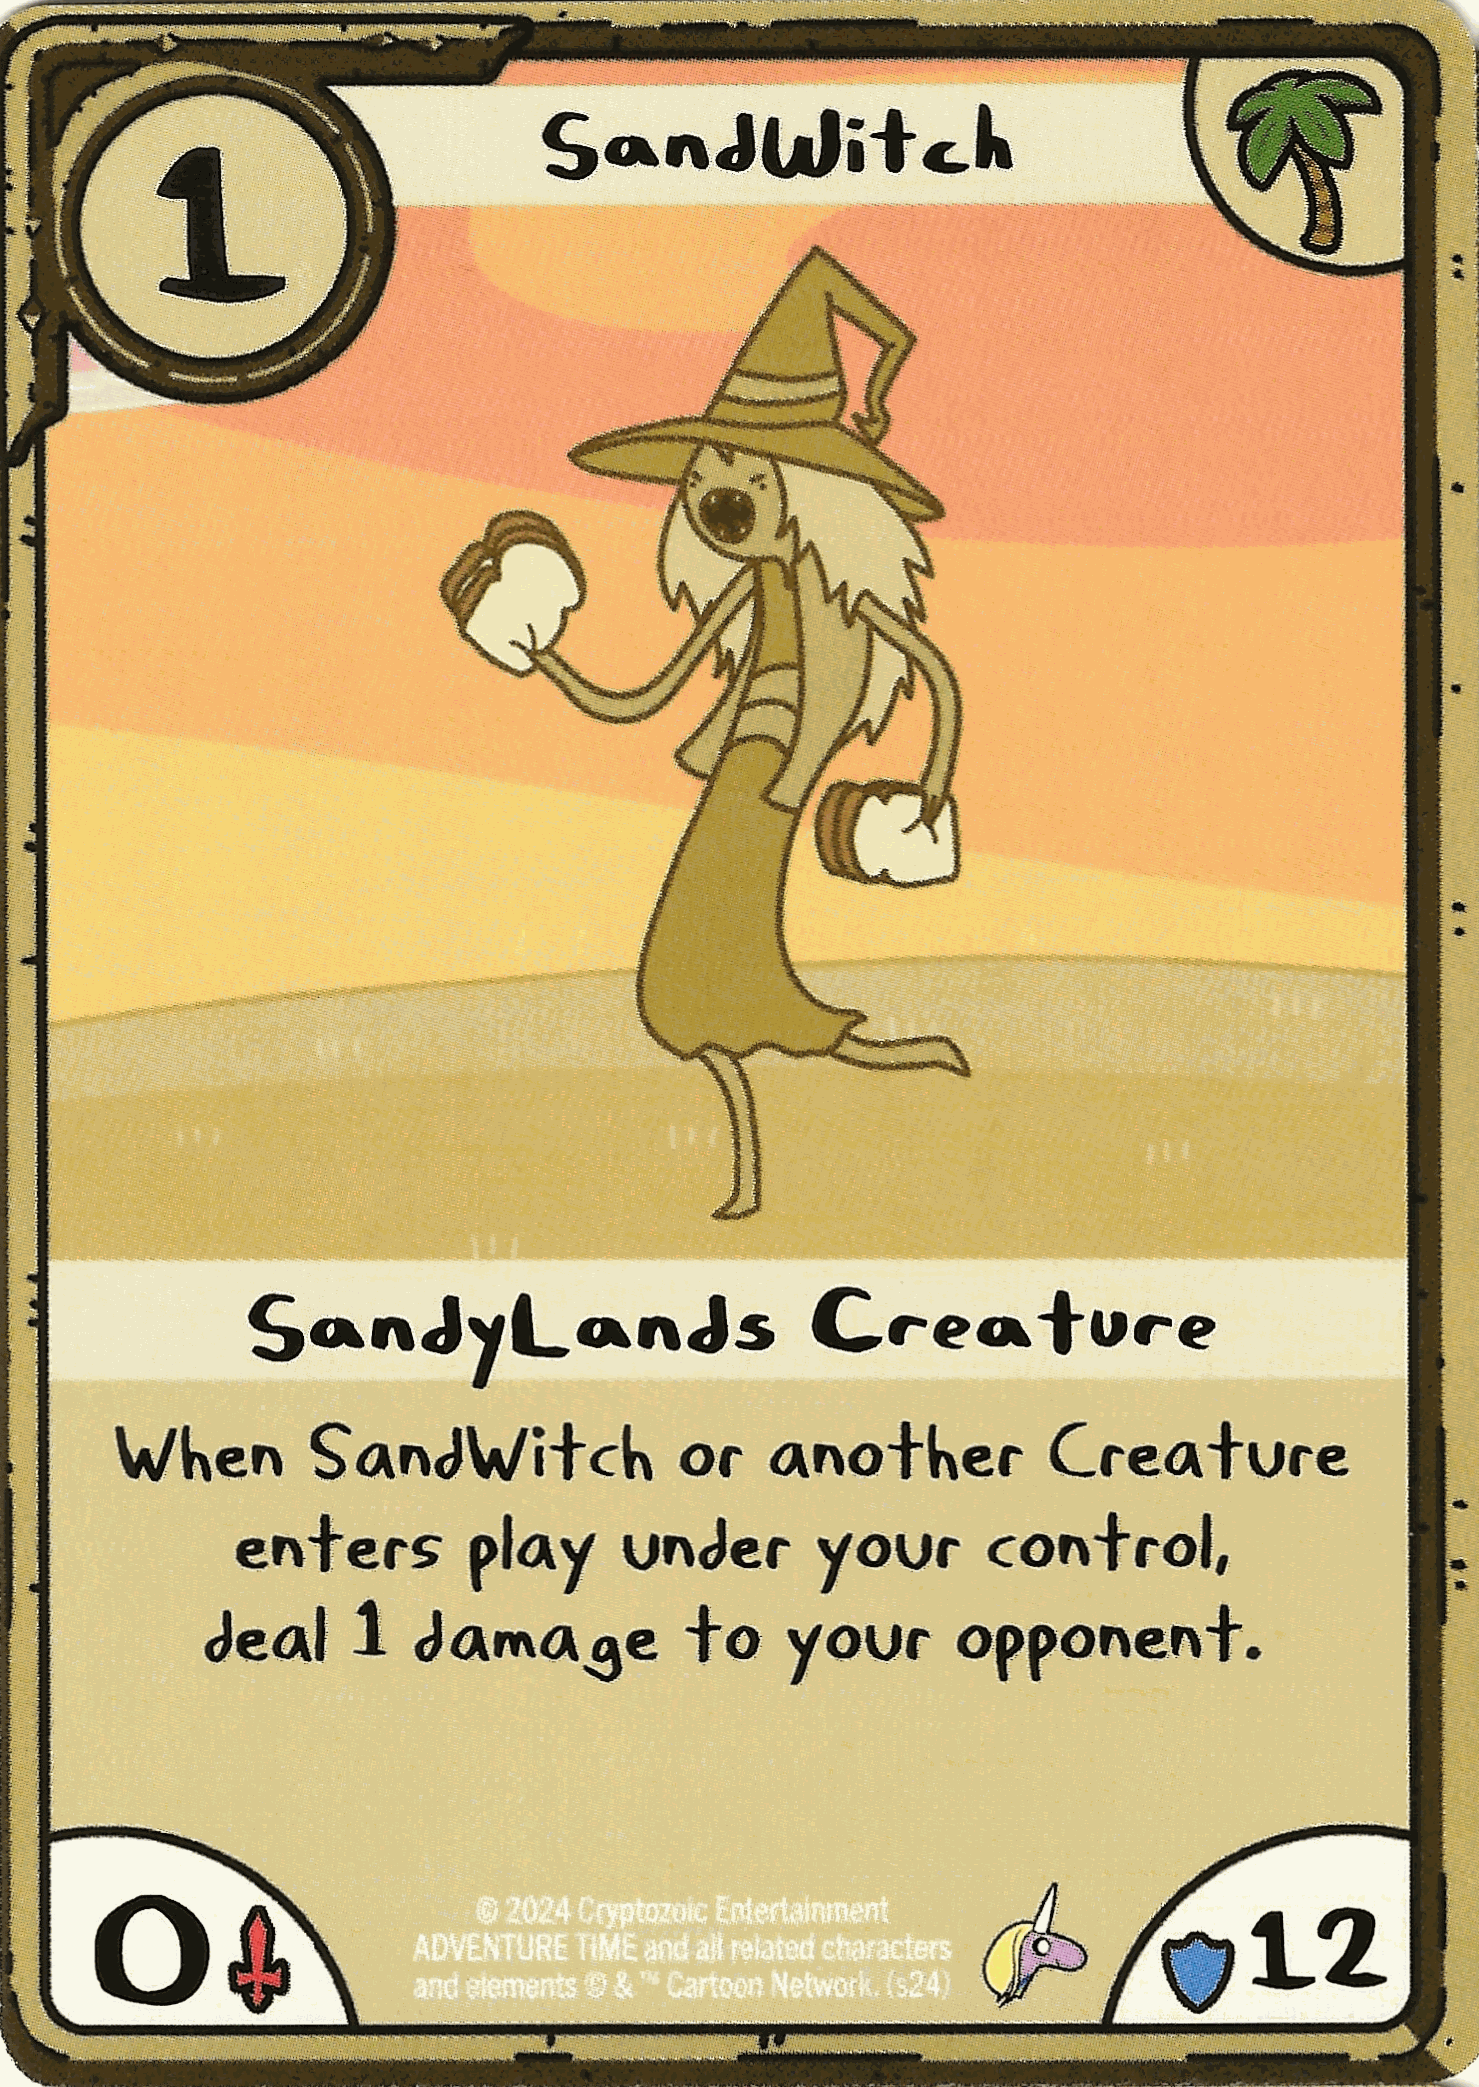 1
SandWitch
SandyLands Creature
When SandWitch or another Creature
enters play under your control,
deal 1 damage to your opponent.
0
© 2024 Cryptozoic Entertainment
ADVENTURE TIME and all related characters
and elements © & ™ Cartoon Network. (s24)
12